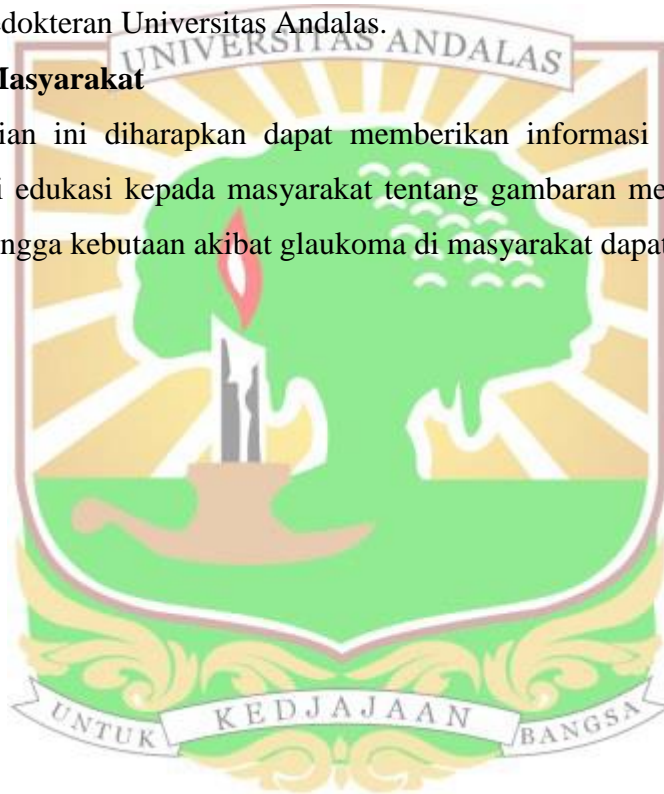 edokteran Universitas Andalas.
UNIVERSITAS ANDALAS
Masyarakat
ian ini diharapkan dapat memberikan informasi
i edukasi kepada masyarakat tentang gambaran me
ngga kebutaan akibat glaukoma di masyarakat dapat
UNTUK KEDJAJAAN BANGSA